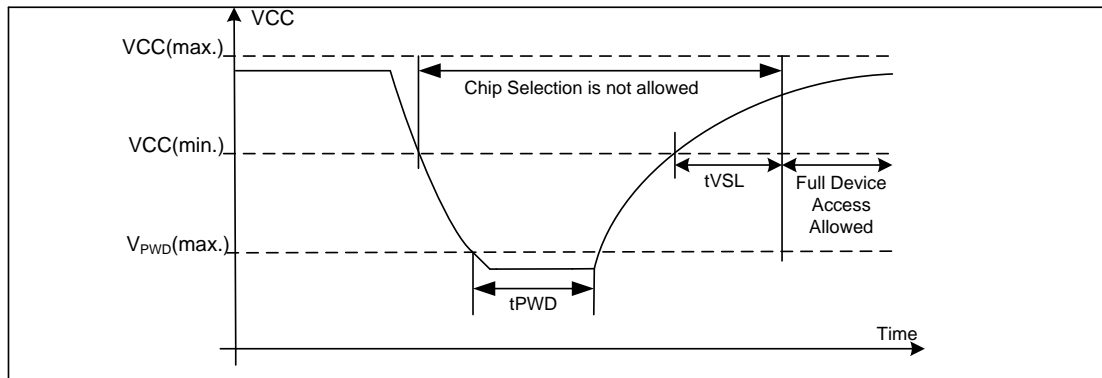 VCC
VCC(max.)
Chip Selection is not allowed
VCC(min.)
tVSL
Full Device
Access
Allowed
VPWD(max.)
tPWD
Time